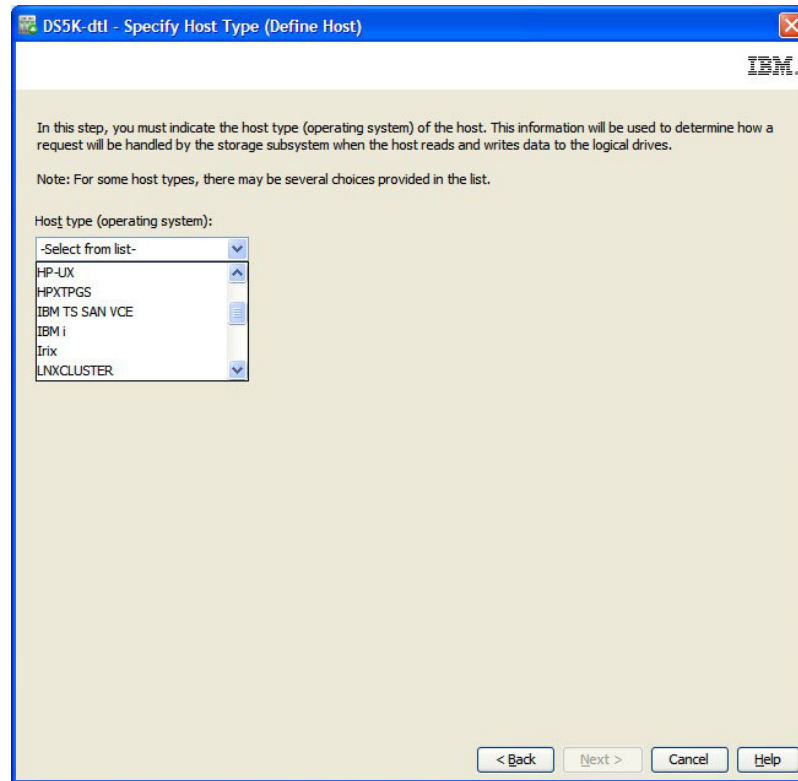 DS5K-dtl - Specify Host Type (Define Host)
IBM.
In this step, you must indicate the host type (operating system) of the host. This information will be used to determine how a
request will be handled by the storage subsystem when the host reads and writes data to the logical drives.
Note: For some host types, there may be several choices provided in the list.
Host type (operating system):
-Select from list-
HP-UX
HPXTPGS
IBM TS SAN VCE
IBM i
Irix
LNXCLUSTER
< Back Next > Cancel Help